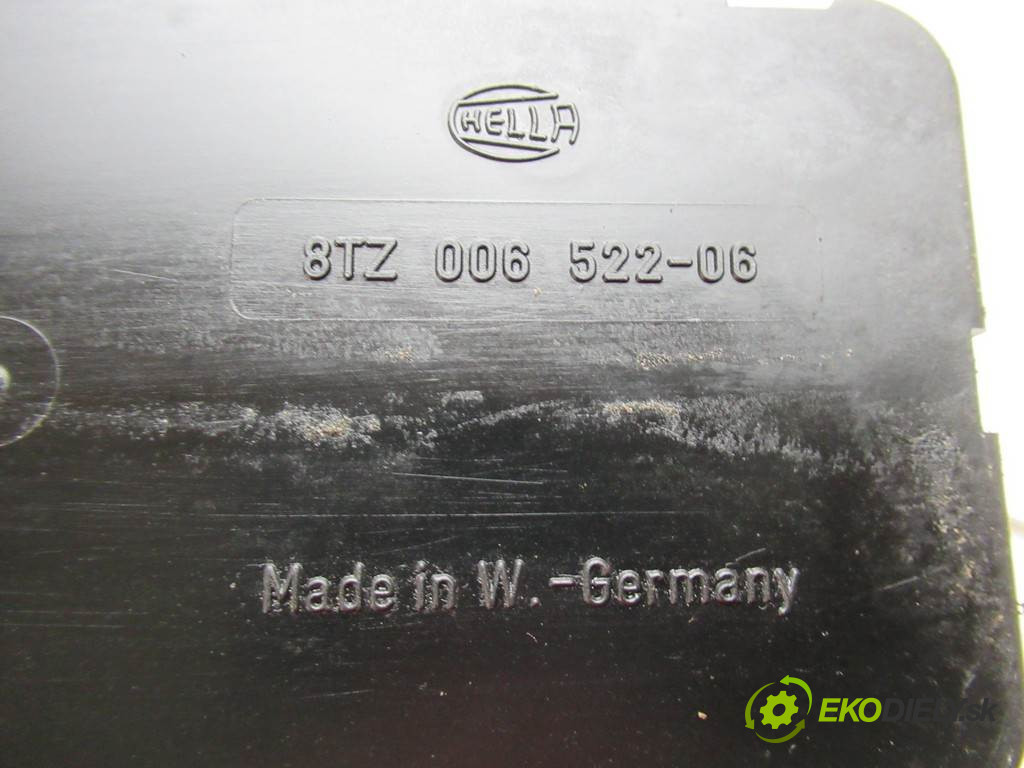 HELLA
8TZ 006 522-06
Made in W.-Germany
EKODIELY.sk